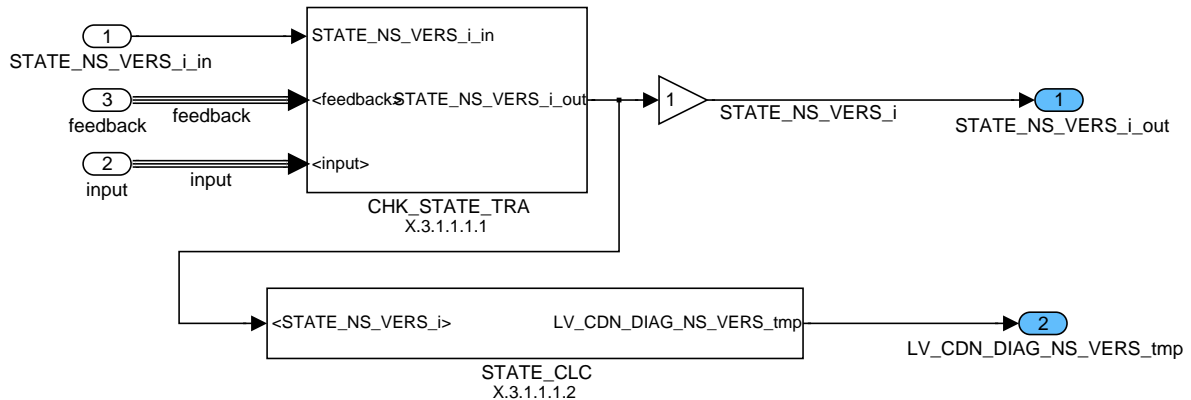 1
STATE_NS_VERS_i_in
STATE_NS_VERS_i_in
3
feedback
feedback
<feedback>
STATE_NS_VERS_i_out
1
STATE_NS_VERS_i
1
STATE_NS_VERS_i_out
2
input
input
<input>
CHK_STATE_TRA
X.3.1.1.1.1
<STATE_NS_VERS_i>
LV_CDN_DIAG_NS_VERS_tmp
2
LV_CDN_DIAG_NS_VERS_tmp
STATE_CLC
X.3.1.1.1.2